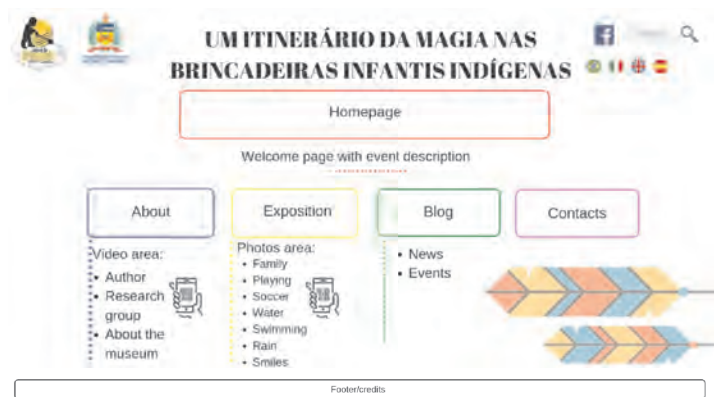 UM ITINERÁRIO DA MAGIA NAS
BRINCADEIRAS INFANTIS INDÍGENAS
Homepage
Welcome page with event description
About
Video area:
• Author
• Research
group
• About the
museum
Exposition
Photos area:
• Family
• Playing
• Soccer
• Water
• Swimming
• Rain
• Smiles
Blog
• News
• Events
Contacts
Footer/credits